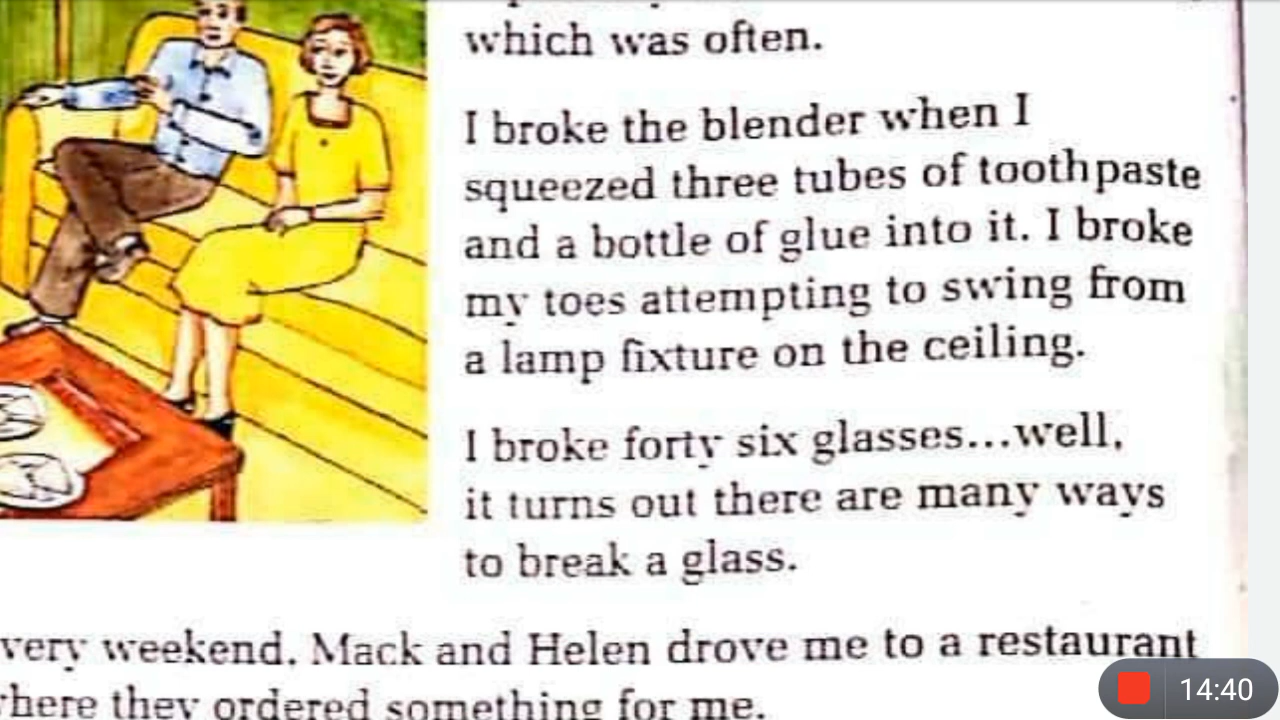 which was often.
I broke the blender when I
squeezed three tubes of toothpaste
and a bottle of glue into it. I broke
my toes attempting to swing from
a lamp fixture on the ceiling.
I broke forty six glasses...well,
it turns out there are many ways
to break a glass.
weekend. Mack and Helen drove me to a restaurant
they ordered something for me.
14:40